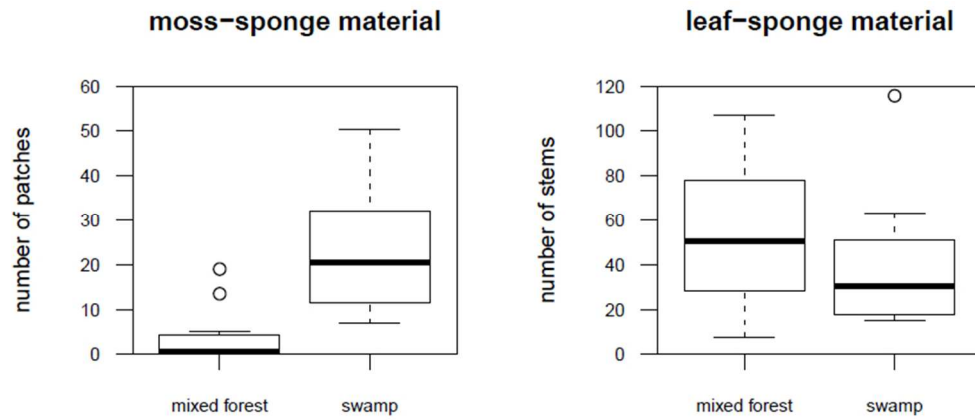 moss-sponge material
number of patches
60
50
40
30
20
10
0
mixed forest swamp
leaf-sponge material
number of stems
120
100
80
60
40
20
0
mixed forest swamp